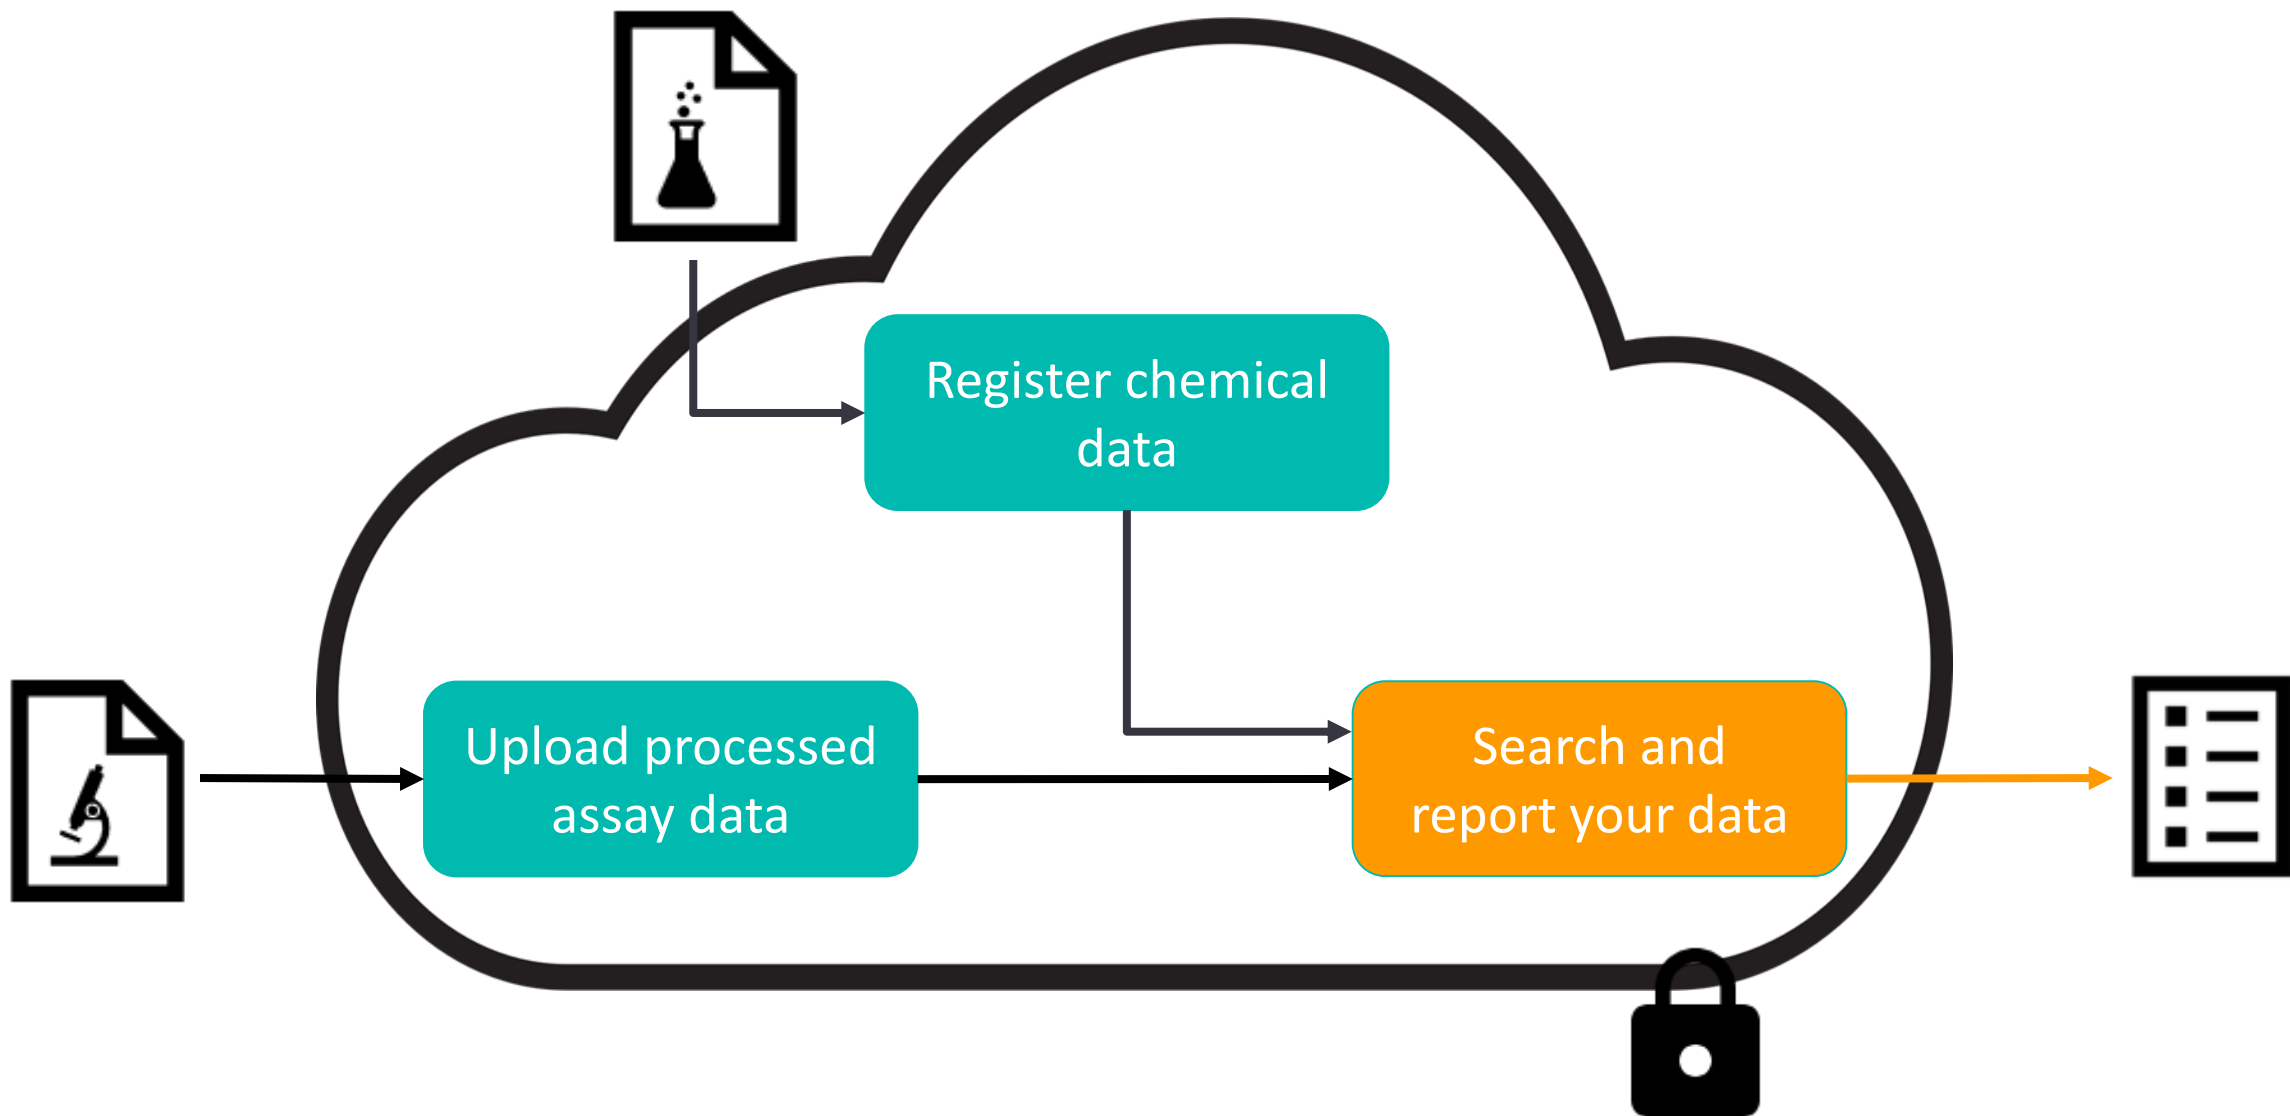 Register chemical
data
Upload processed
assay data
Search and
report your data